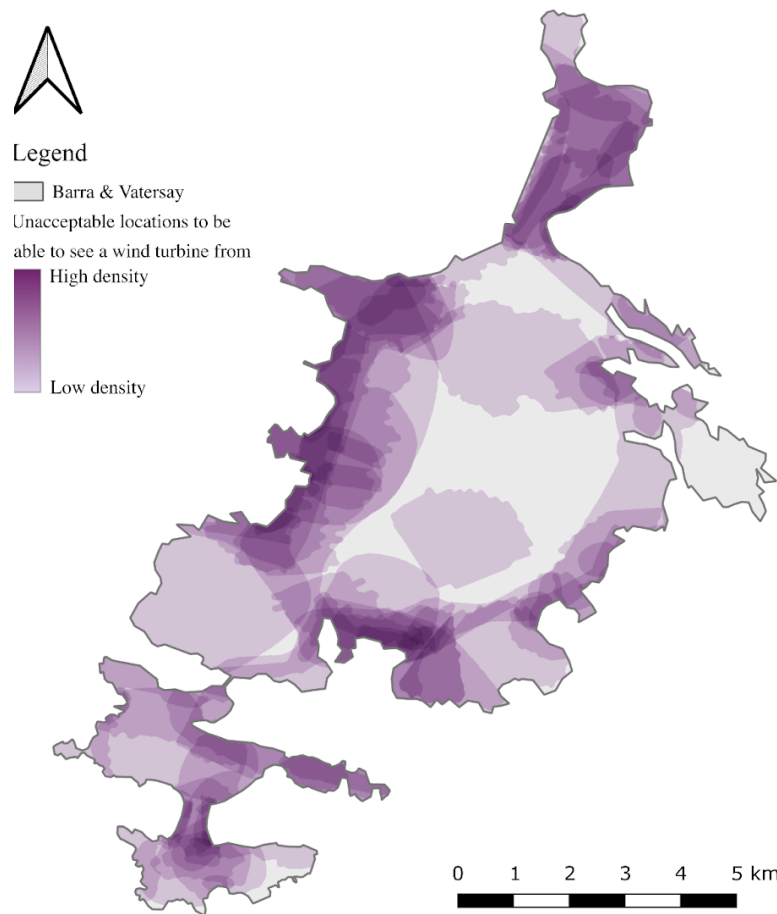 Legend
Barra & Vatersay
Unacceptable locations to be
able to see a wind turbine from
High density
Low density
0 1 2 3 4 5 km